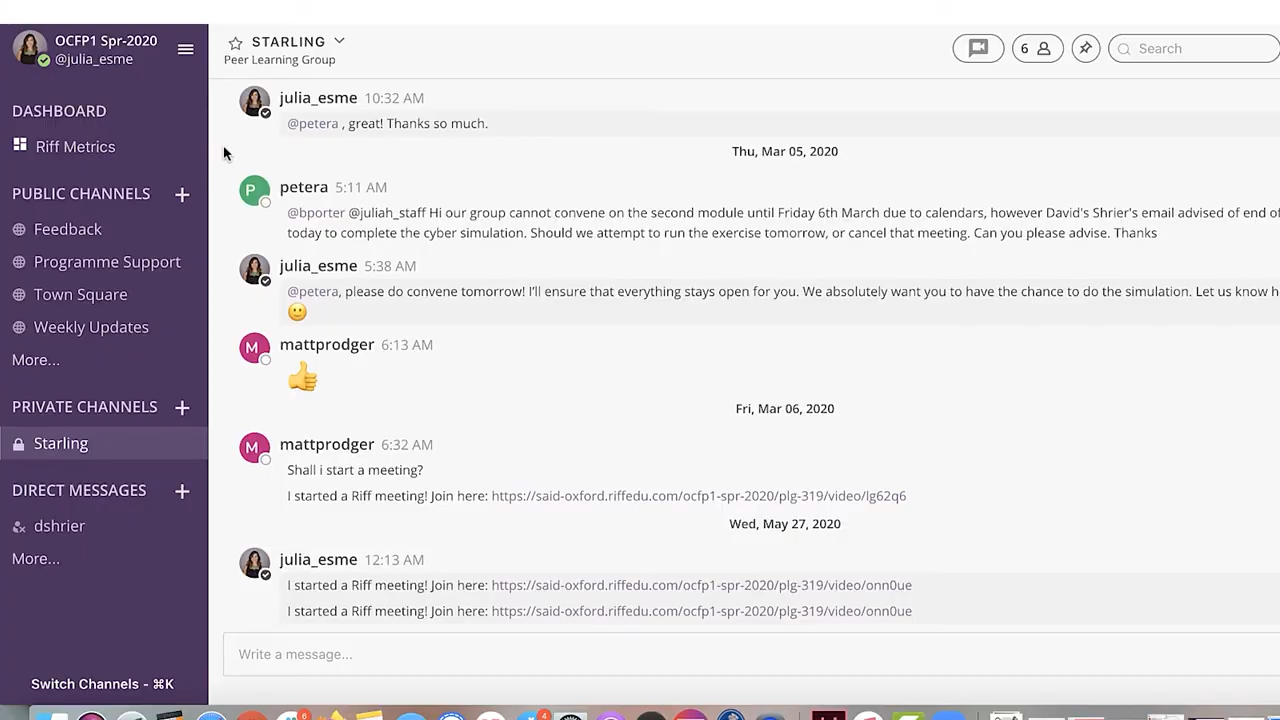 OCFP1 Spr-2020
@julia_esme
DASHBOARD
Riff Metrics
PUBLIC CHANNELS +
Feedback
Programme Support
Town Square
Weekly Updates
More...
PRIVATE CHANNELS +
Starling
DIRECT MESSAGES +
dshrier
More...
Switch Channels - ⌘K
STARLING
Peer Learning Group
6
Search
julia_esme 10:32 AM
@petera , great! Thanks so much.
Thu, Mar 05, 2020
P
petera 5:11 AM
@bporter @juliah_staff Hi our group cannot convene on the second module until Friday 6th March due to calendars, however David's Shrier's email advised of end of
today to complete the cyber simulation. Should we attempt to run the exercise tomorrow, or cancel that meeting. Can you please advise. Thanks
julia_esme 5:38 AM
@petera, please do convene tomorrow! I'll ensure that everything stays open for you. We absolutely want you to have the chance to do the simulation. Let us know h
M
mattprodger 6:13 AM
Fri, Mar 06, 2020
M
mattprodger 6:32 AM
Shall i start a meeting?
I started a Riff meeting! Join here: https://said-oxford.riffedu.com/ocfp1-spr-2020/plg-319/video/lg62q6
Wed, May 27, 2020
julia_esme 12:13 AM
I started a Riff meeting! Join here: https://said-oxford.riffedu.com/ocfp1-spr-2020/plg-319/video/onn0ue
I started a Riff meeting! Join here: https://said-oxford.riffedu.com/ocfp1-spr-2020/plg-319/video/onn0ue
Write a message...